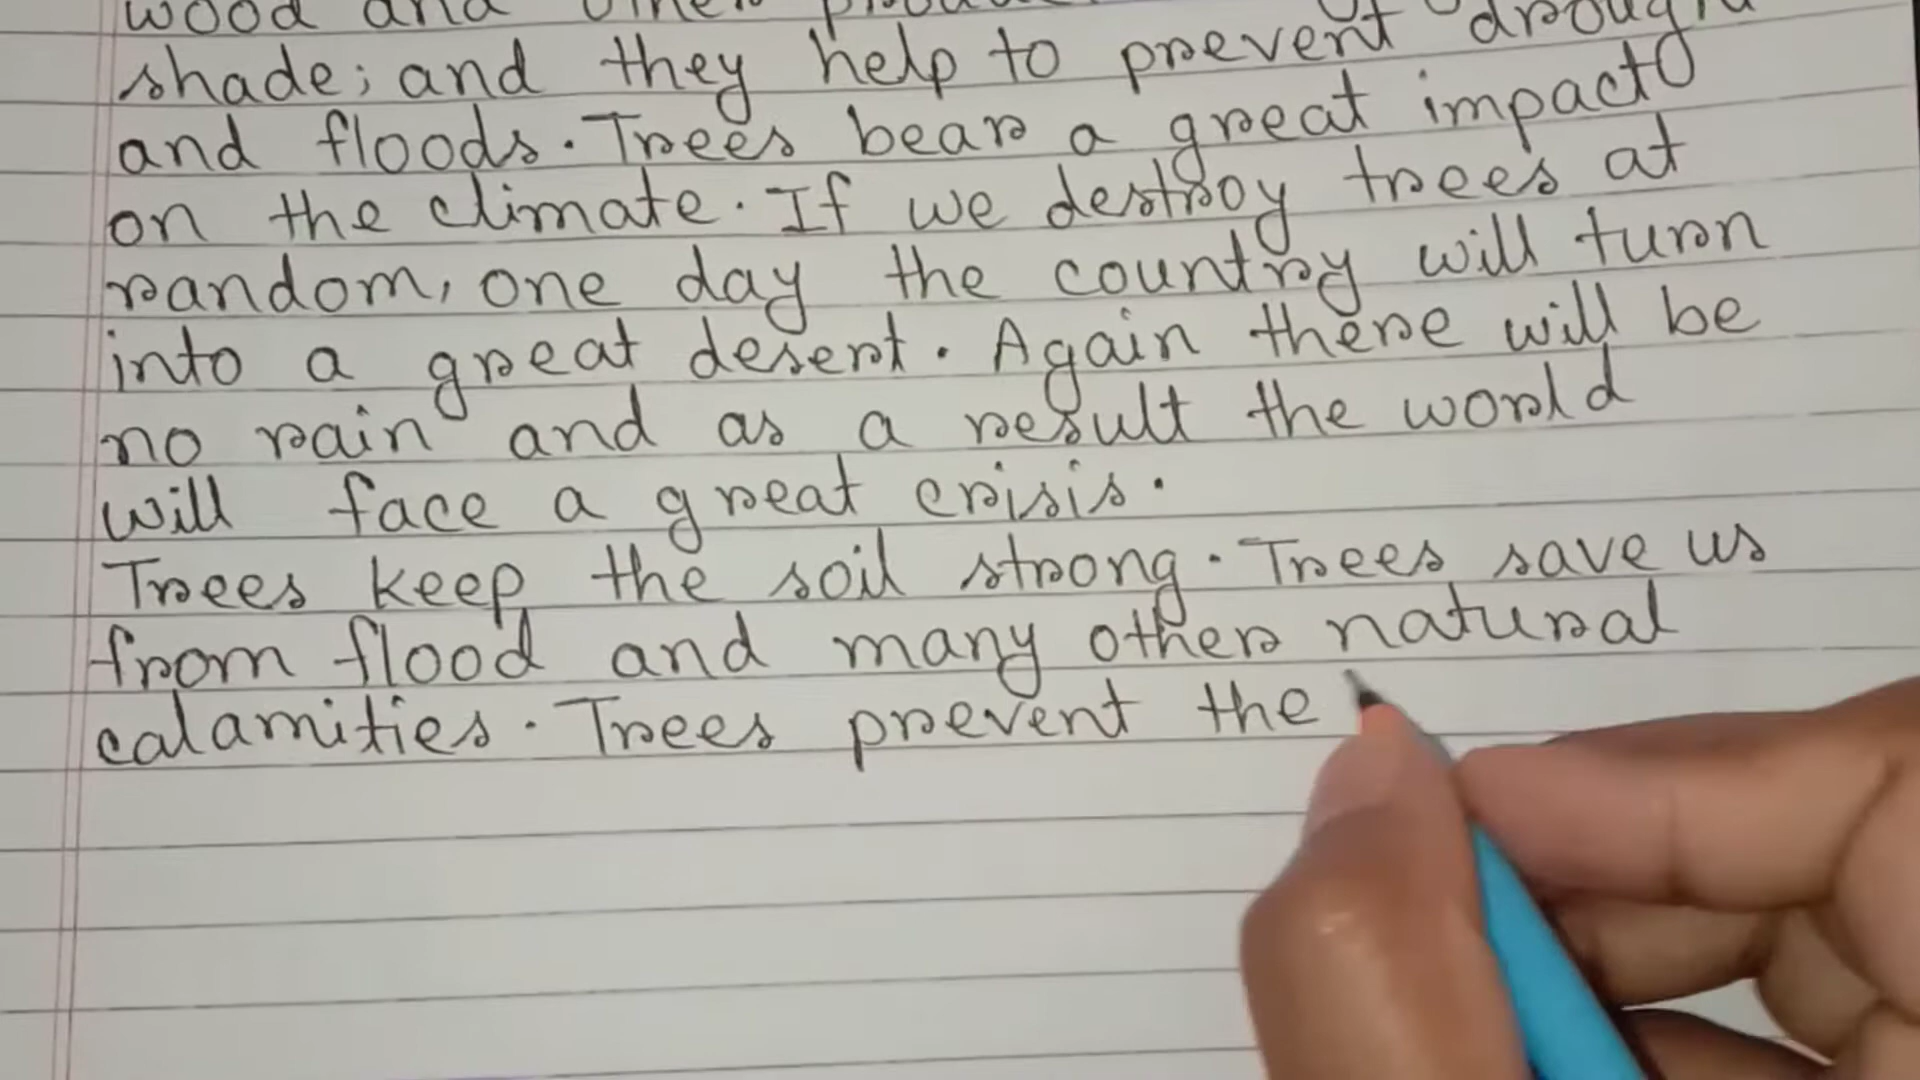 wood and other
shade; and they help to prevent drought
and floods. Trees bear a great impact
on the climate. If we destroy trees at
random, one day the country will turn
into a great desert. Again there will be
no rain and as a result the world
will face a great crisis.
Trees keep the soil strong. Trees save us
from flood and many other natural
calamities. Trees prevent the